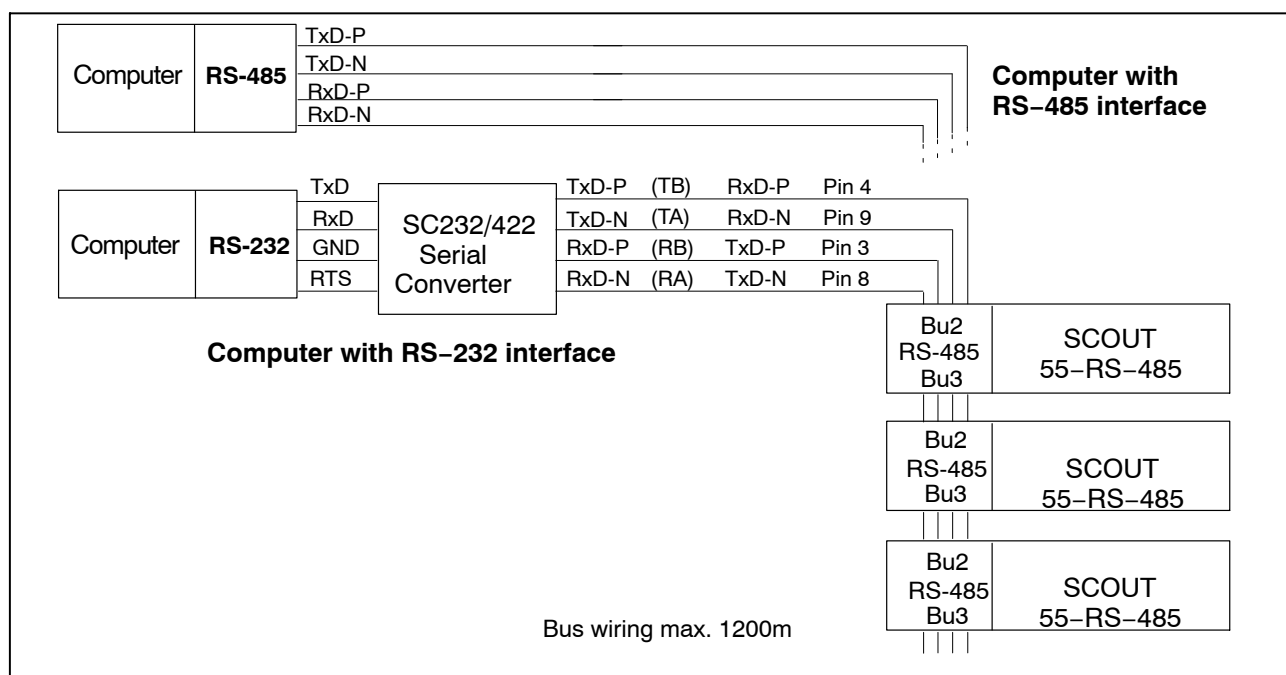 TxD-P
TxD-N
RxD-P
RxD-N
Computer RS-485
Computer with
RS−485 interface
TxD
RxD
GND
RTS
Computer RS-232
SC232/422
Serial
Converter
TxD-P (TB) RxD-P Pin 4
TxD-N (TA) RxD-N Pin 9
RxD-P (RB) TxD-P Pin 3
RxD-N (RA) TxD-N Pin 8
Computer with RS−232 interface
Bu2
RS-485
Bu3
SCOUT
55−RS−485
Bu2
RS-485
Bu3
SCOUT
55−RS−485
Bu2
RS-485
Bu3
SCOUT
55−RS−485
Bus wiring max. 1200m